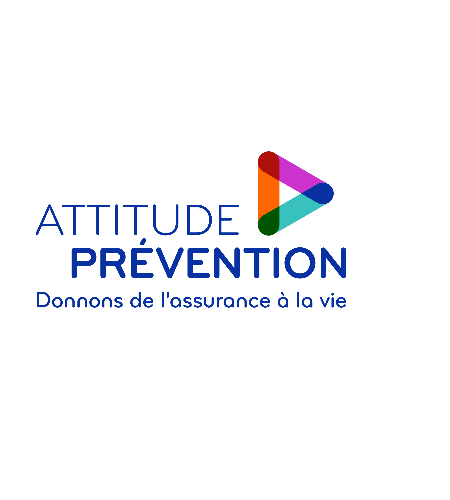 ATTITUDE
PRÉVENTION
Donnons de l'assurance à la vie